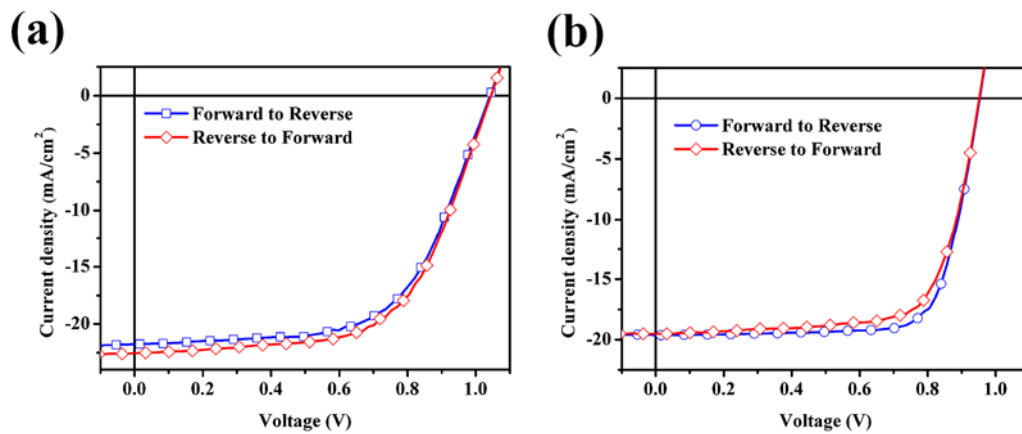 (a)
0
-5
-10
-15
-20
0.0 0.2 0.4 0.6 0.8 1.0
Current density (mA/cm²)
Voltage (V)
Forward to Reverse
Reverse to Forward
(b)
0
-5
-10
-15
-20
0.0 0.2 0.4 0.6 0.8 1.0
Current density (mA/cm²)
Voltage (V)
Forward to Reverse
Reverse to Forward